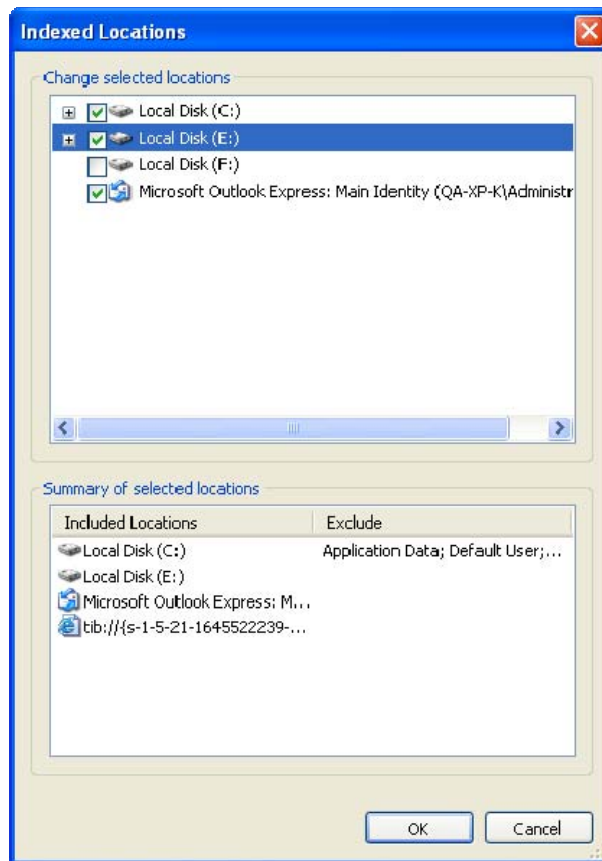 Indexed Locations
Change selected locations
Local Disk (C:)
Local Disk (E:)
Local Disk (F:)
Microsoft Outlook Express: Main Identity (QA-XP-K\Administr
Summary of selected locations
Included Locations Exclude
Local Disk (C:) Application Data; Default User;...
Local Disk (E:)
Microsoft Outlook Express: M...
tib://{s-1-5-21-1645522239-...
OK Cancel